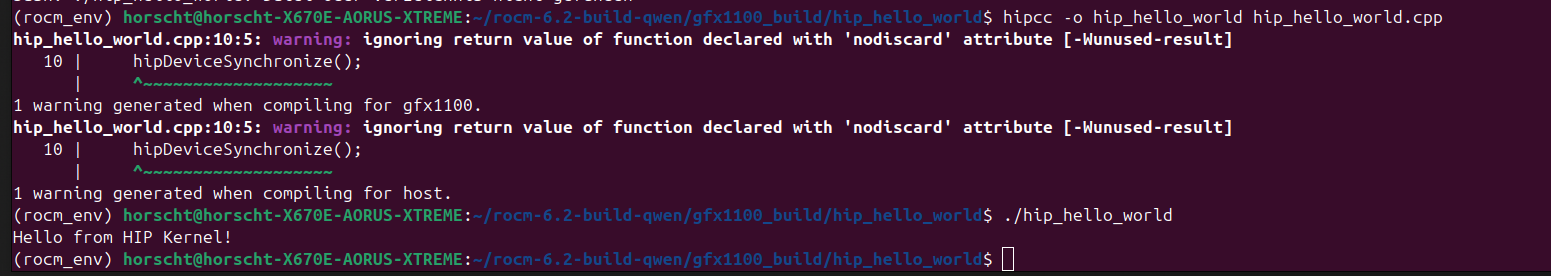 (rocm_env) horscht@horscht-X670E-AORUS-XTREME:~/rocm-6.2-build-qwen/gfx1100_build/hip_hello_world$ hipcc -o hip_hello_world hip_hello_world.cpp
hip_hello_world.cpp:10:5: warning: ignoring return value of function declared with 'nodiscard' attribute [-Wunused-result]
   10 |     hipDeviceSynchronize();
      |     ^~~~~~~~~~~~~~~~~~~~
1 warning generated when compiling for gfx1100.
hip_hello_world.cpp:10:5: warning: ignoring return value of function declared with 'nodiscard' attribute [-Wunused-result]
   10 |     hipDeviceSynchronize();
      |     ^~~~~~~~~~~~~~~~~~~~
1 warning generated when compiling for host.
(rocm_env) horscht@horscht-X670E-AORUS-XTREME:~/rocm-6.2-build-qwen/gfx1100_build/hip_hello_world$ ./hip_hello_world
Hello from HIP Kernel!
(rocm_env) horscht@horscht-X670E-AORUS-XTREME:~/rocm-6.2-build-qwen/gfx1100_build/hip_hello_world$